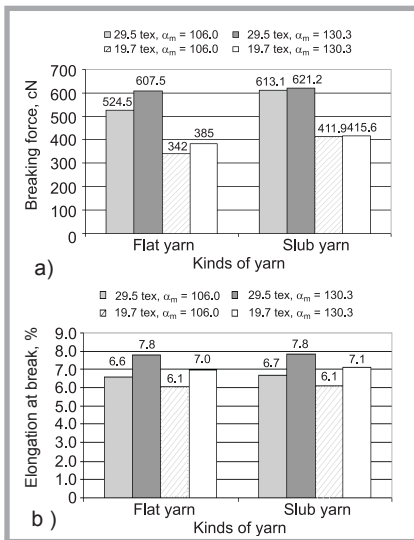 29.5 tex, αm = 106.0 29.5 tex, αm = 130.3
19.7 tex, αm = 106.0 19.7 tex, αm = 130.3
Breaking force, cN
700
600
500
400
300
200
100
0
524.5 607.5 342 385 613.1 621.2 411.9 415.6
Flat yarn Slub yarn
Kinds of yarn
a)
29.5 tex, αm = 106.0 29.5 tex, αm = 130.3
19.7 tex, αm = 106.0 19.7 tex, αm = 130.3
Elongation at break, %
9.0
8.0
7.0
6.0
5.0
4.0
3.0
2.0
1.0
0.0
6.6 7.8 6.1 7.0 6.7 7.8 6.1 7.1
Flat yarn Slub yarn
Kinds of yarn
b )